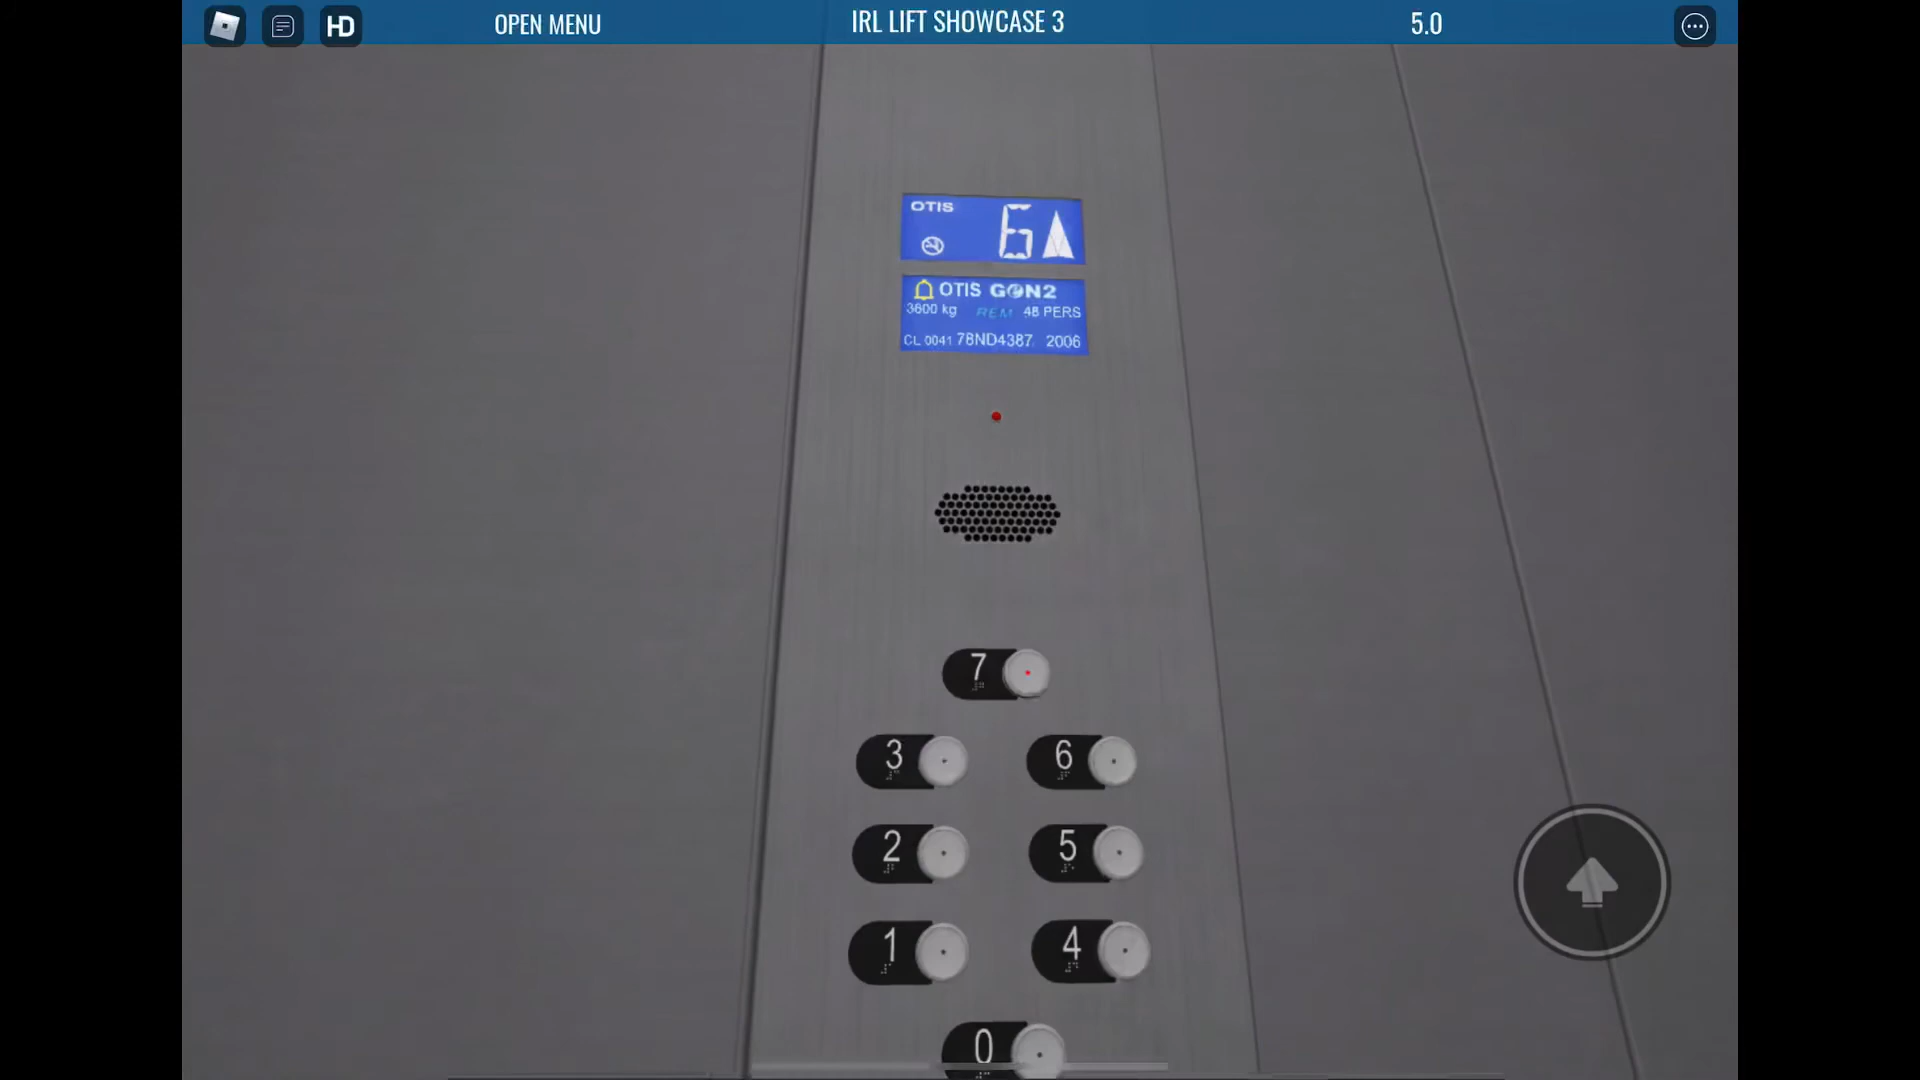 HD OPEN MENU IRL LIFT SHOWCASE 3 5.0
OTIS 6
OTIS GEN2
3600 kg REM 48 PERS
CL 0041 78ND4387 2006
7
3 6
2 5
1 4
0